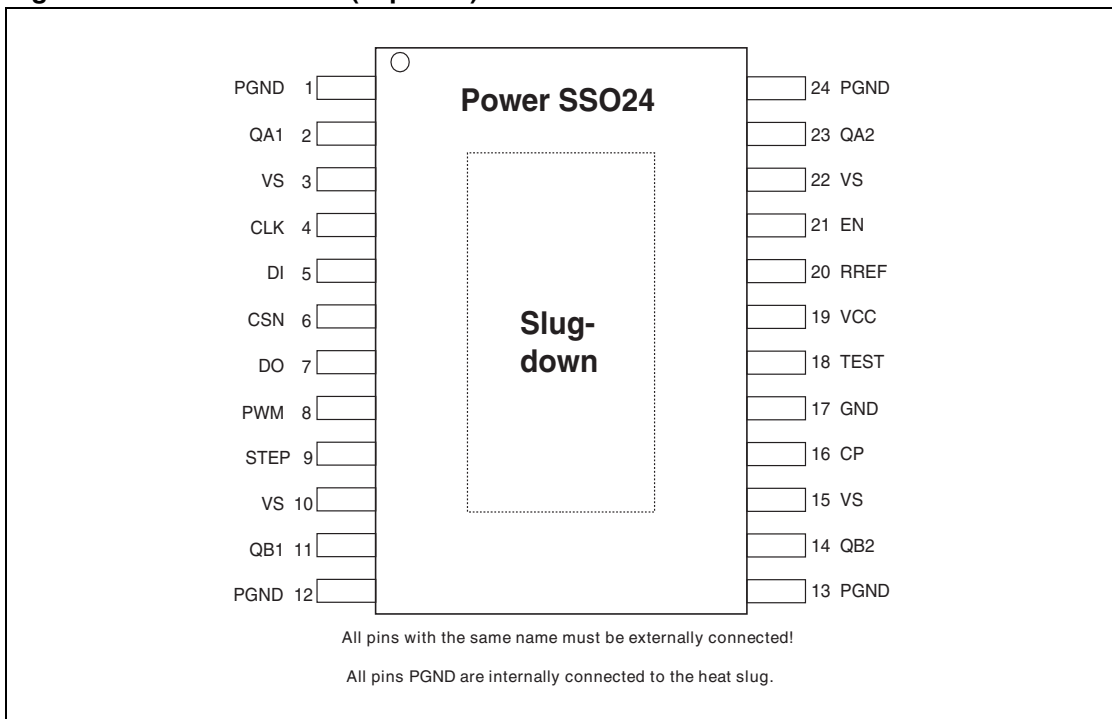 PGND 1
QA1 2
VS 3
CLK 4
DI 5
CSN 6
DO 7
PWM 8
STEP 9
VS 10
QB1 11
PGND 12
Power SSO24
Slug-
down
24 PGND
23 QA2
22 VS
21 EN
20 RREF
19 VCC
18 TEST
17 GND
16 CP
15 VS
14 QB2
13 PGND
All pins with the same name must be externally connected!
All pins PGND are internally connected to the heat slug.